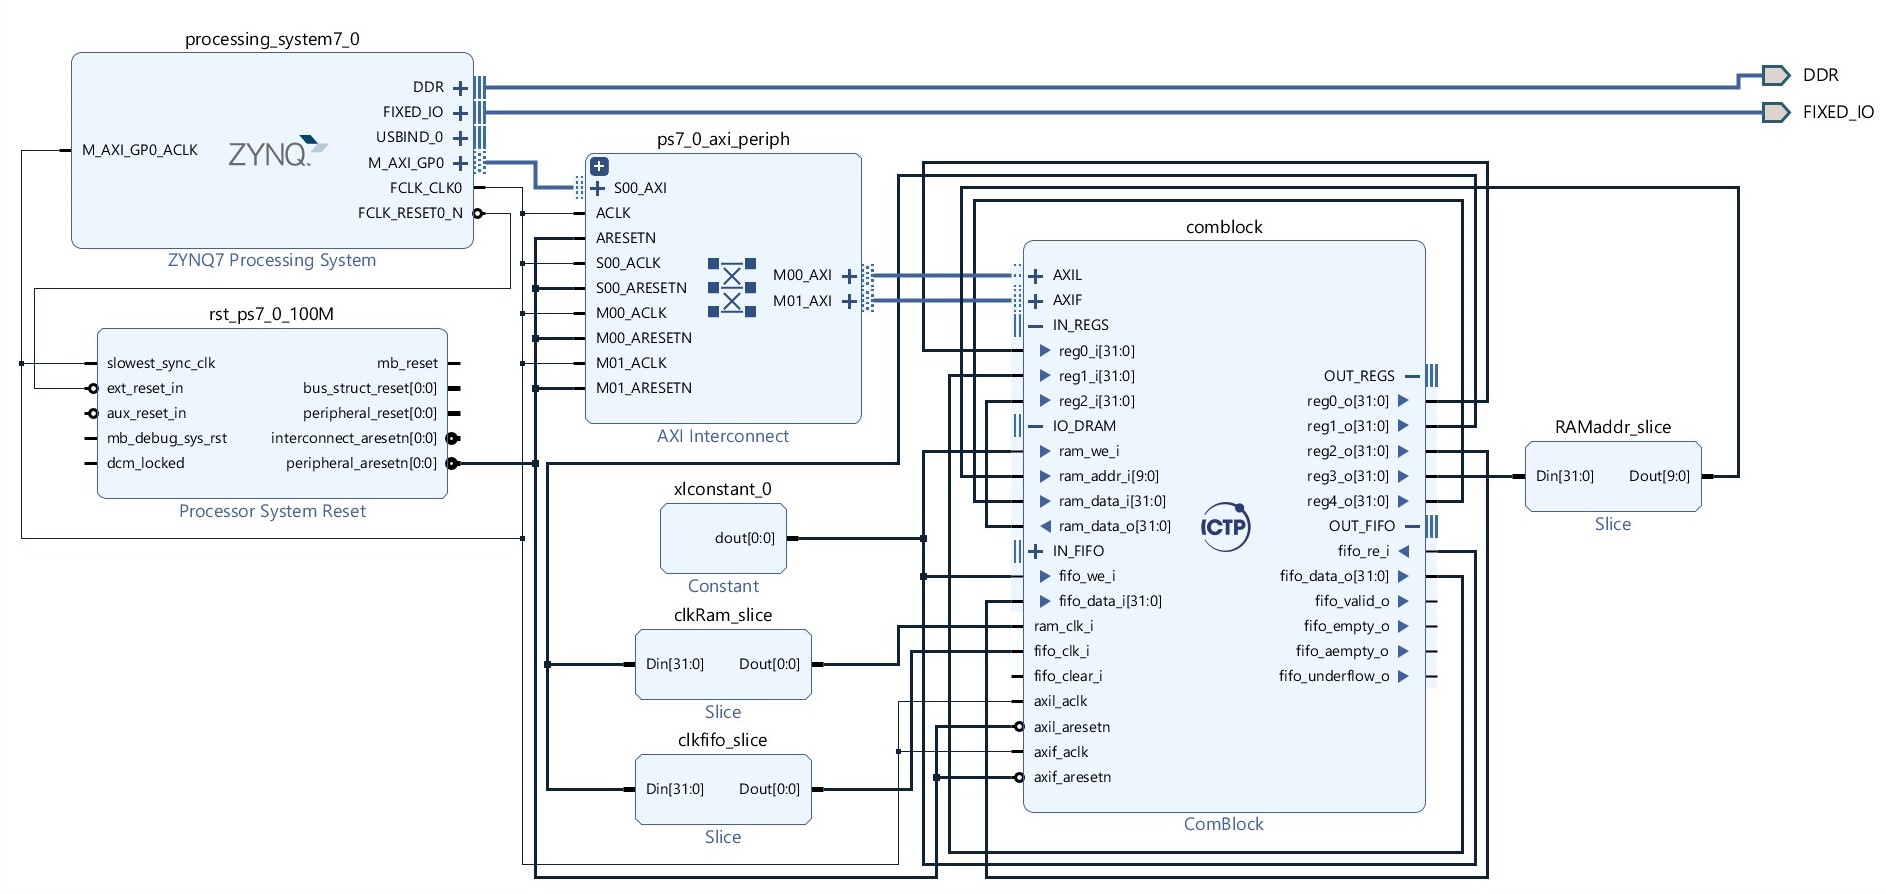 processing_system7_0
DDR
FIXED_IO
USBIND_0
M_AXI_GP0_ACLK
ZYNQ
M_AXI_GP0
FCLK_CLK0
FCLK_RESET0_N
ZYNQ7 Processing System
DDR
FIXED_IO
ps7_0_axi_periph
S00_AXI
ACLK
ARESETN
S00_ACLK
S00_ARESETN
M00_ACLK
M00_ARESETN
M01_ACLK
M01_ARESETN
M00_AXI
M01_AXI
AXI Interconnect
rst_ps7_0_100M
slowest_sync_clk
ext_reset_in
aux_reset_in
mb_debug_sys_rst
dcm_locked
mb_reset
bus_struct_reset[0:0]
peripheral_reset[0:0]
interconnect_aresetn[0:0]
peripheral_aresetn[0:0]
Processor System Reset
xlconstant_0
dout[0:0]
Constant
clkRam_slice
Din[31:0]
Dout[0:0]
Slice
clkfifo_slice
Din[31:0]
Dout[0:0]
Slice
comblock
AXIL
AXIF
IN_REGS
reg0_i[31:0]
reg1_i[31:0]
reg2_i[31:0]
IO_DRAM
ram_we_i
ram_addr_i[9:0]
ram_data_i[31:0]
ram_data_o[31:0]
IN_FIFO
fifo_we_i
fifo_data_i[31:0]
ram_clk_i
fifo_clk_i
fifo_clear_i
axil_aclk
axil_aresetn
axif_aclk
axif_aresetn
ICTP
OUT_REGS
reg0_o[31:0]
reg1_o[31:0]
reg2_o[31:0]
reg3_o[31:0]
reg4_o[31:0]
OUT_FIFO
fifo_re_i
fifo_data_o[31:0]
fifo_valid_o
fifo_empty_o
fifo_aempty_o
fifo_underflow_o
ComBlock
RAMaddr_slice
Din[31:0]
Dout[9:0]
Slice